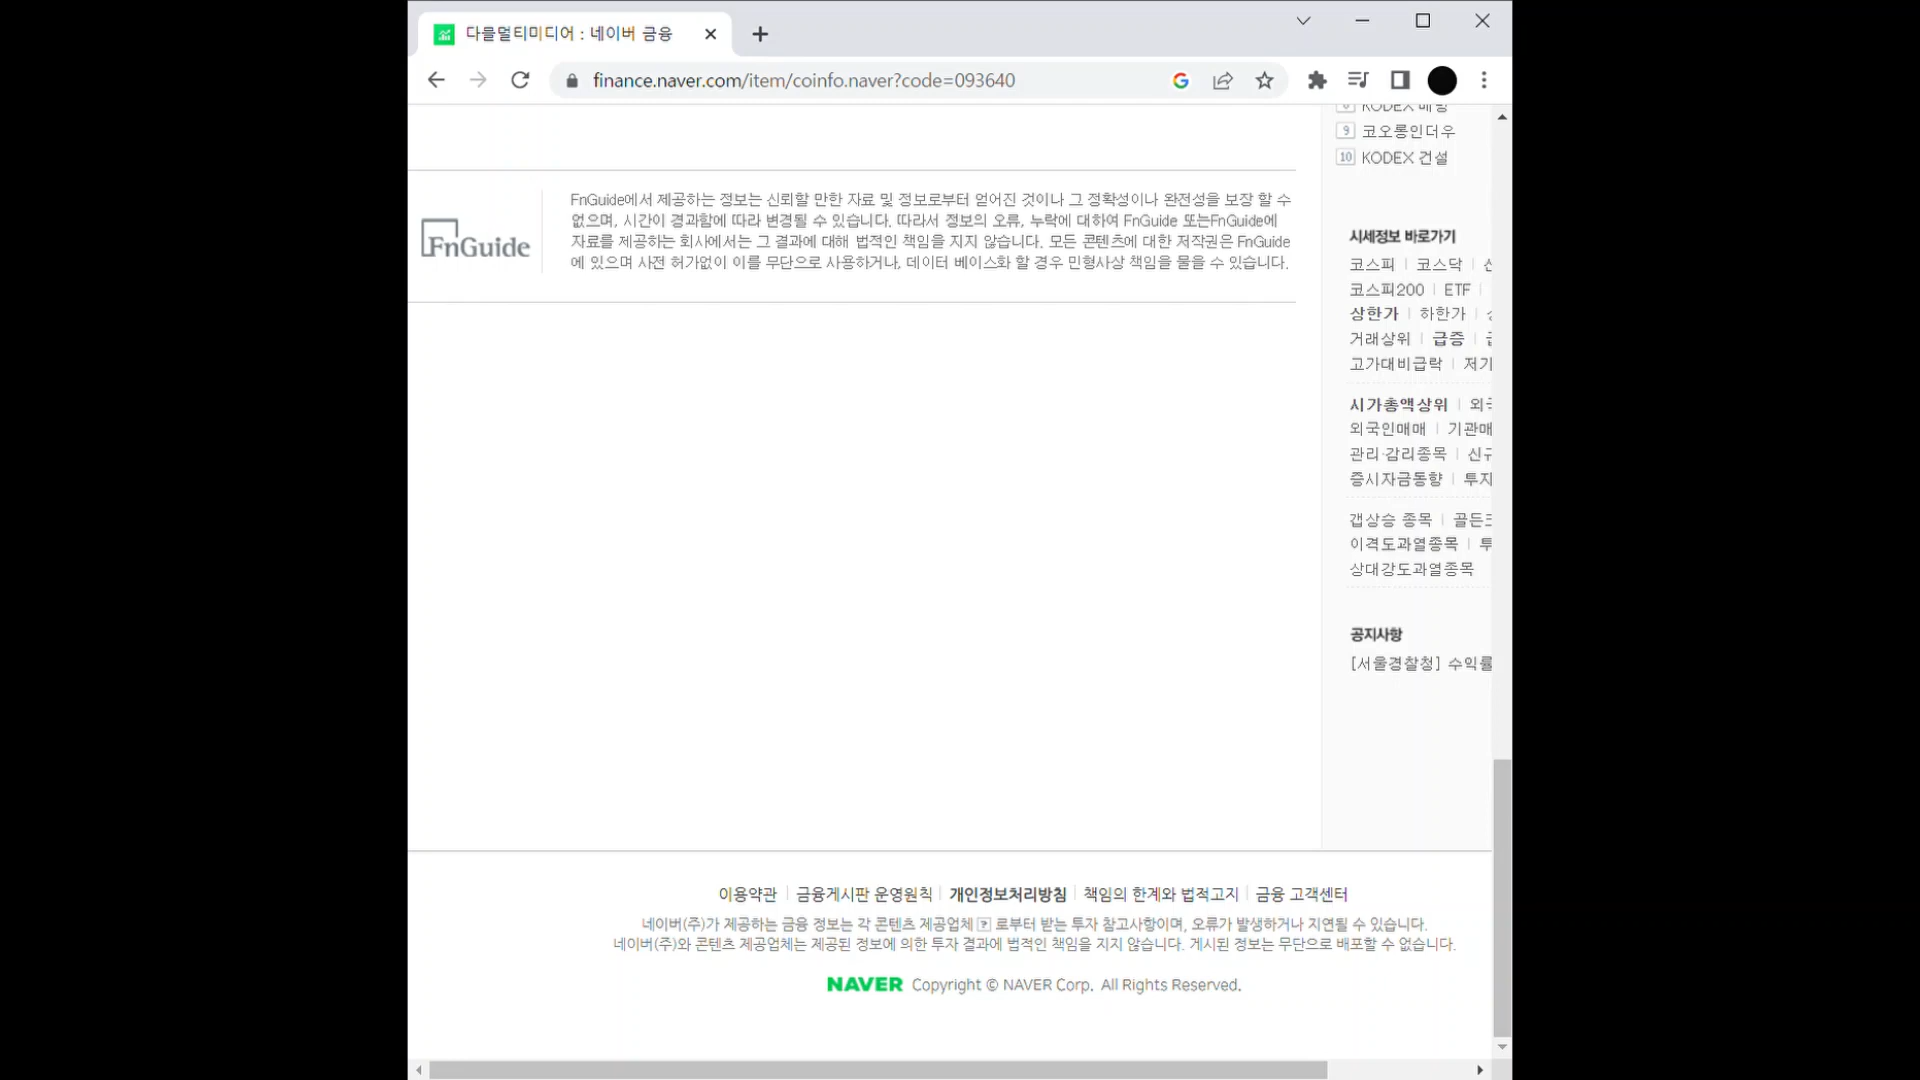 다믈멀티미디어 : 네이버 금융
finance.naver.com/item/coinfo.naver?code=093640
9 코오롱인더우
10 KODEX 건설
FnGuide
FnGuide에서 제공하는 정보는 신뢰할 만한 자료 및 정보로부터 얻어진 것이나 그 정확성이나 완전성을 보장 할 수
없으며, 시간이 경과함에 따라 변경될 수 있습니다. 따라서 정보의 오류, 누락에 대하여 FnGuide 또는FnGuide에
자료를 제공하는 회사에서는 그 결과에 대해 법적인 책임을 지지 않습니다. 모든 콘텐츠에 대한 저작권은 FnGuide
에 있으며 사전 허가없이 이를 무단으로 사용하거나, 데이터 베이스화 할 경우 민형사상 책임을 물을 수 있습니다.
시세정보 바로가기
코스피 | 코스닥 |
코스피200 | ETF |
상한가 | 하한가 |
거래상위 | 급증 |
고가대비급락 | 저가
시가총액상위 | 외국
외국인매매 | 기관매
관리·감리종목 | 신규
증시자금동향 | 투자
갭상승 종목 | 골든크
이격도과열종목 | 투
상대강도과열종목
공지사항
[서울경찰청] 수익률
이용약관 | 금융게시판 운영원칙 | 개인정보처리방침 | 책임의 한계와 법적고지 | 금융 고객센터
네이버(주)가 제공하는 금융 정보는 각 콘텐츠 제공업체 ? 로부터 받는 투자 참고사항이며, 오류가 발생하거나 지연될 수 있습니다.
네이버(주)와 콘텐츠 제공업체는 제공된 정보에 의한 투자 결과에 법적인 책임을 지지 않습니다. 게시된 정보는 무단으로 배포할 수 없습니다.
NAVER Copyright © NAVER Corp. All Rights Reserved.